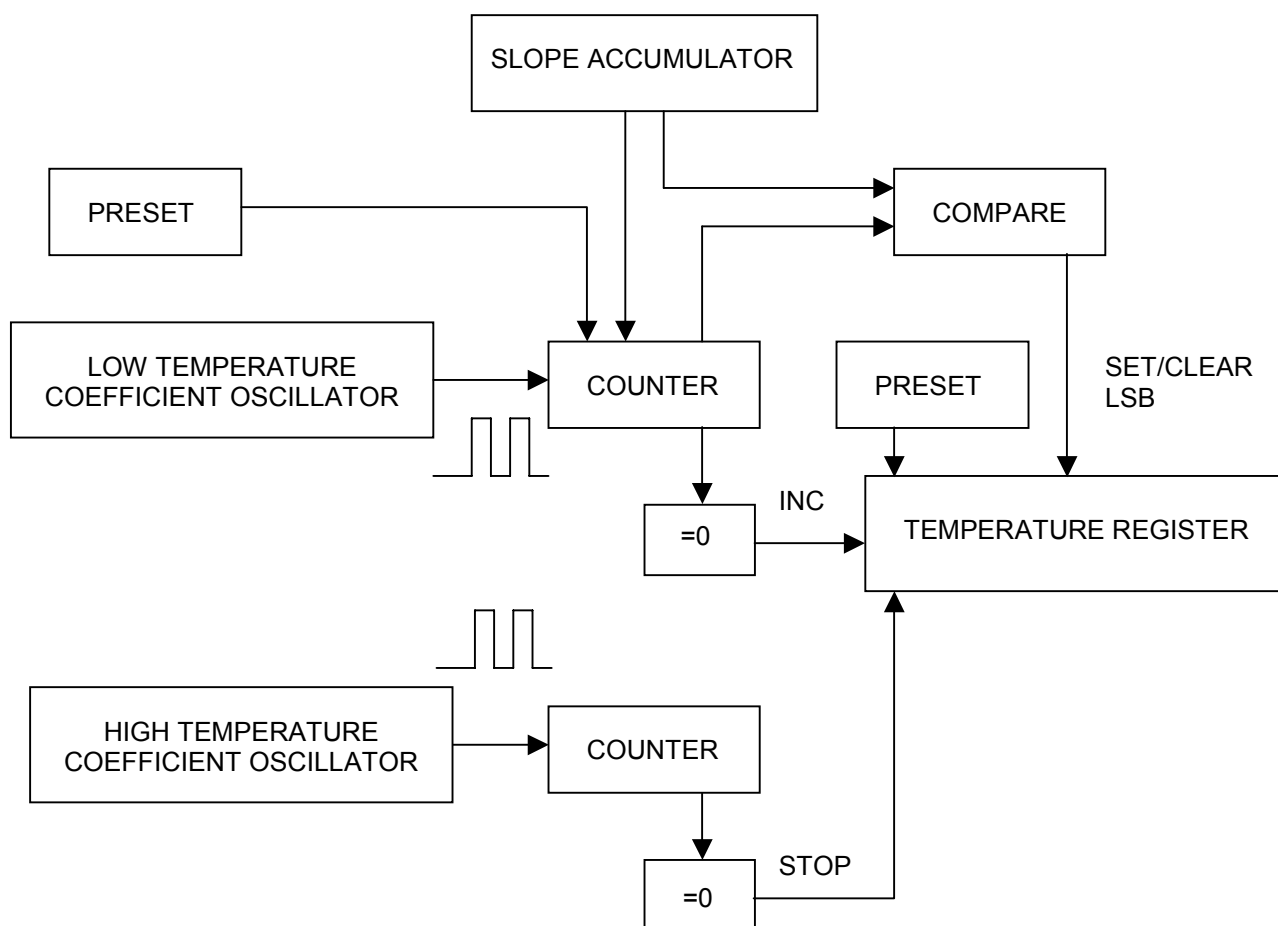 SLOPE ACCUMULATOR
PRESET
COMPARE
LOW TEMPERATURE
COEFFICIENT OSCILLATOR
COUNTER
PRESET
SET/CLEAR
LSB
=0
INC
TEMPERATURE REGISTER
HIGH TEMPERATURE
COEFFICIENT OSCILLATOR
COUNTER
=0
STOP